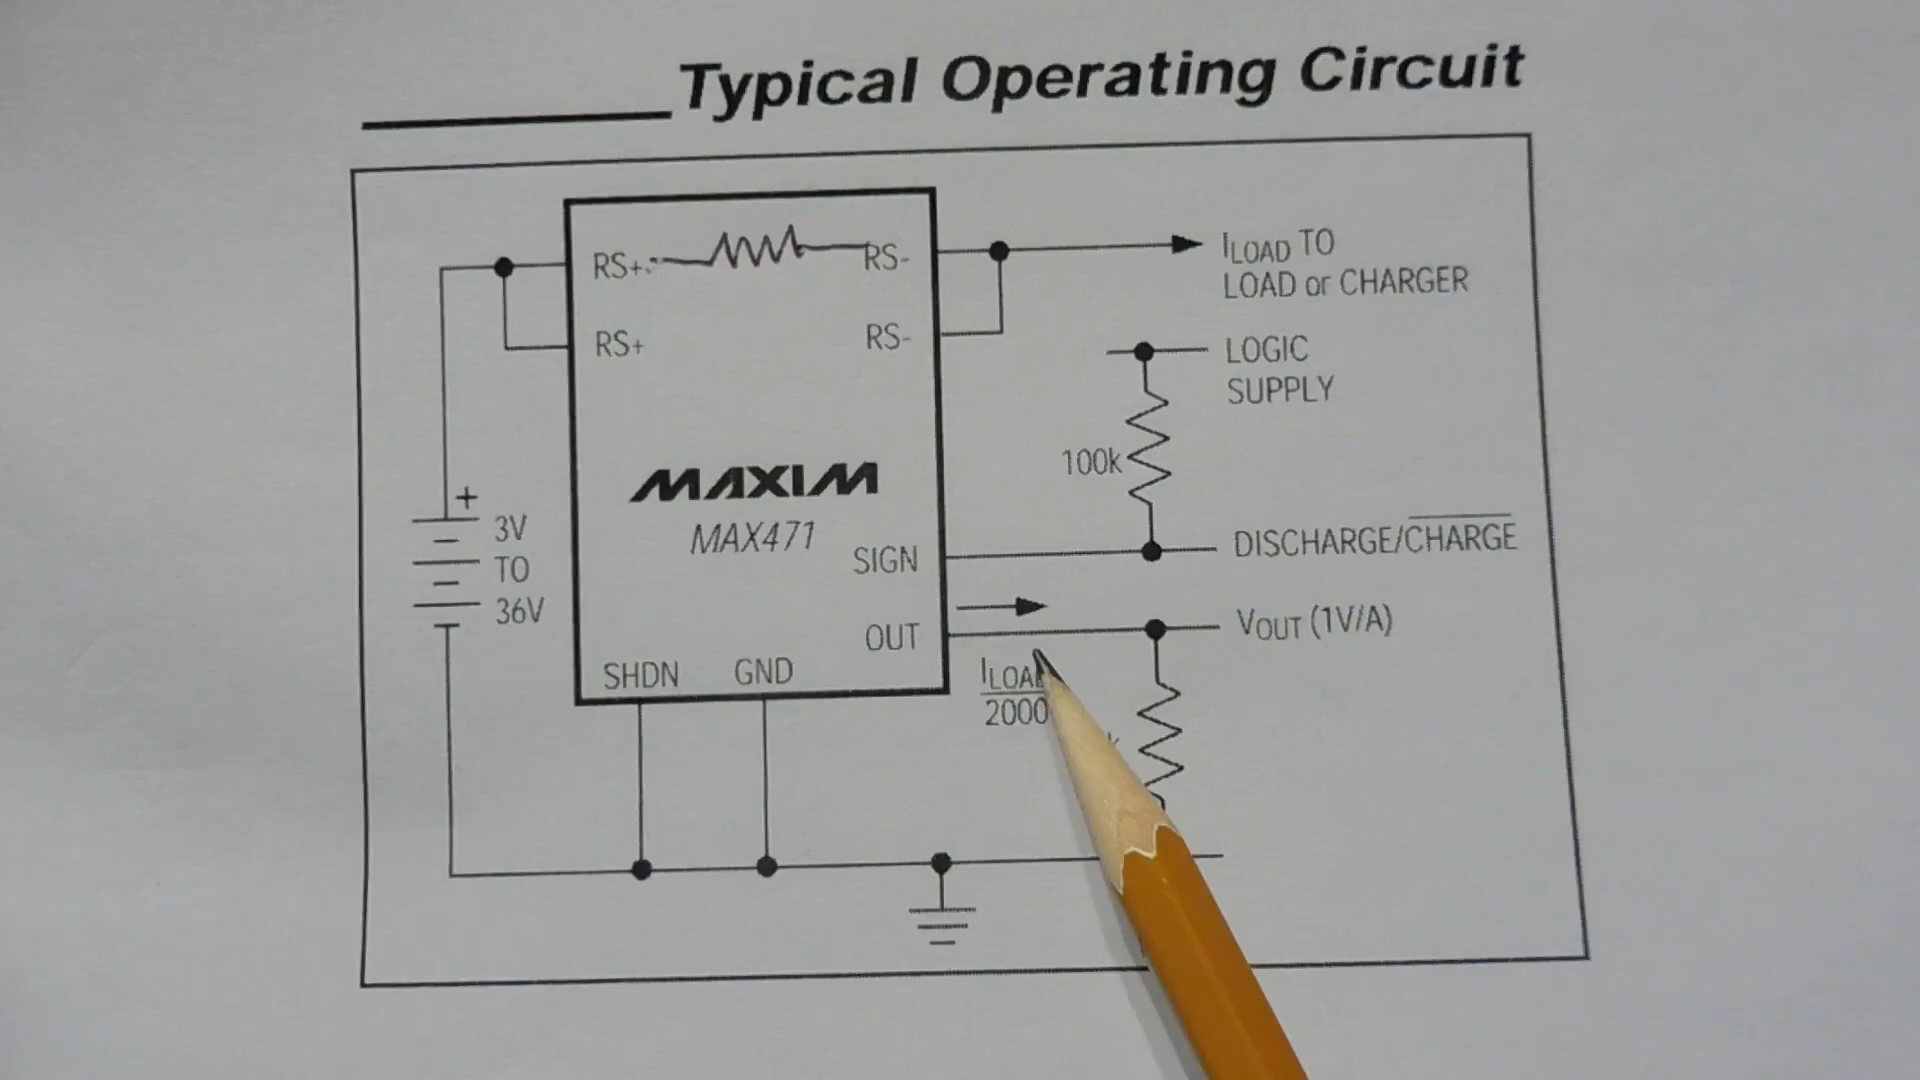 Typical Operating Circuit
RS+
RS-
ILOAD TO
LOAD or CHARGER
RS+
RS-
LOGIC
SUPPLY
100k
+
3V
TO
36V
MAXIM
MAX471
SIGN
DISCHARGE/CHARGE
OUT
VOUT (1V/A)
SHDN
GND
2000